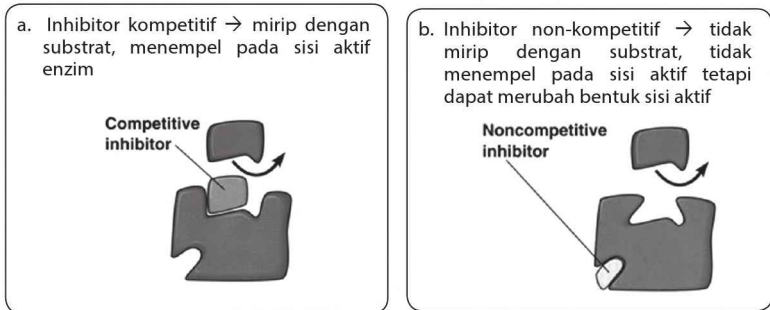 a. Inhibitor kompetitif → mirip dengan
substrat, menempel pada sisi aktif
enzim
Competitive
inhibitor
b. Inhibitor non-kompetitif → tidak
mirip dengan substrat, tidak
menempel pada sisi aktif tetapi
dapat merubah bentuk sisi aktif
Noncompetitive
inhibitor